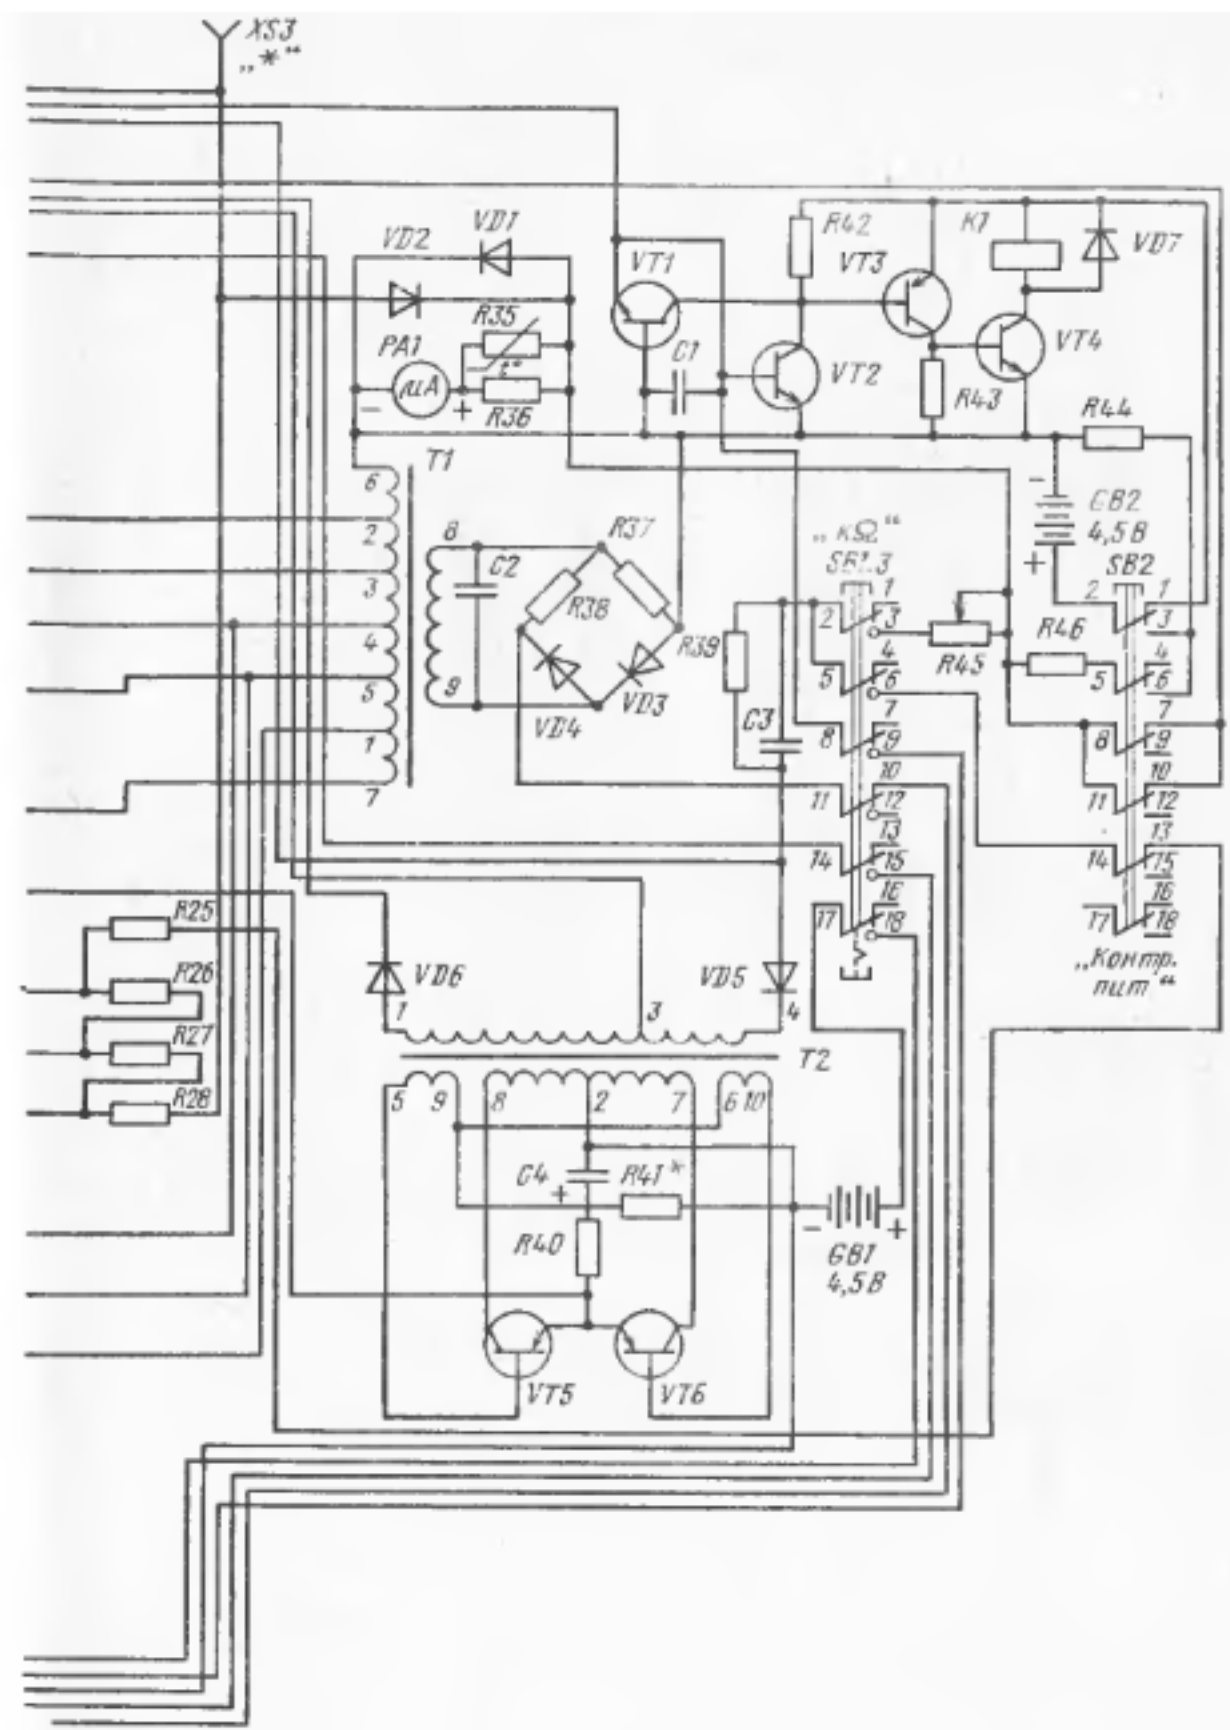 XS3
„*“
VD1
VD2
R42
K1
VT1
VT3
VD7
R35
PA1
C1
VT4
t°
μA
VT2
−
+
R36
R43
R44
T1
6
−
GB2
4,5 В
+
SB2
8
R37
„кΩ“
SB1.3
2
C2
3
R38
1
2
3
2
1
3
4
R39
R46
R45
4
5
6
4
5
6
5
9
VD3
VD4
C3
7
8
9
7
8
9
1
10
11
12
10
11
12
7
13
14
15
13
14
15
16
17
18
16
17
18
R25
„Контр.
пит“
R26
VD6
VD5
1
3
4
R27
T2
R28
5
9
8
2
7
6
10
C4
+
R41*
R40
−
+
GB1
4,5 В
VT5
VT6